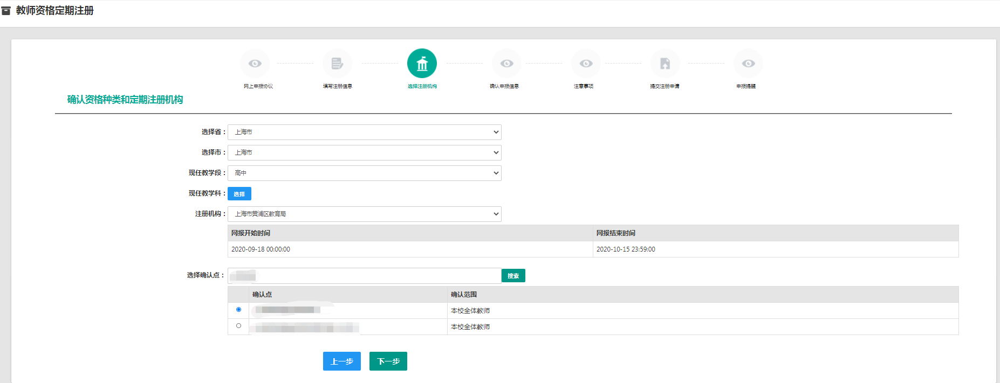 教师资格定期注册
网上申报协议 填写注册信息 选择注册机构 确认申报信息 注意事项 提交注册申请 申报提醒
确认资格种类和定期注册机构
选择省： 上海市
选择市： 上海市
现任教学段： 高中
现任教学科： 选择
注册机构： 上海市黄浦区教育局
网报开始时间 网报结束时间
2020-09-18 00:00:00 2020-10-15 23:59:00
选择确认点： 搜索
确认点 确认范围
本校全体教师
本校全体教师
上一步 下一步